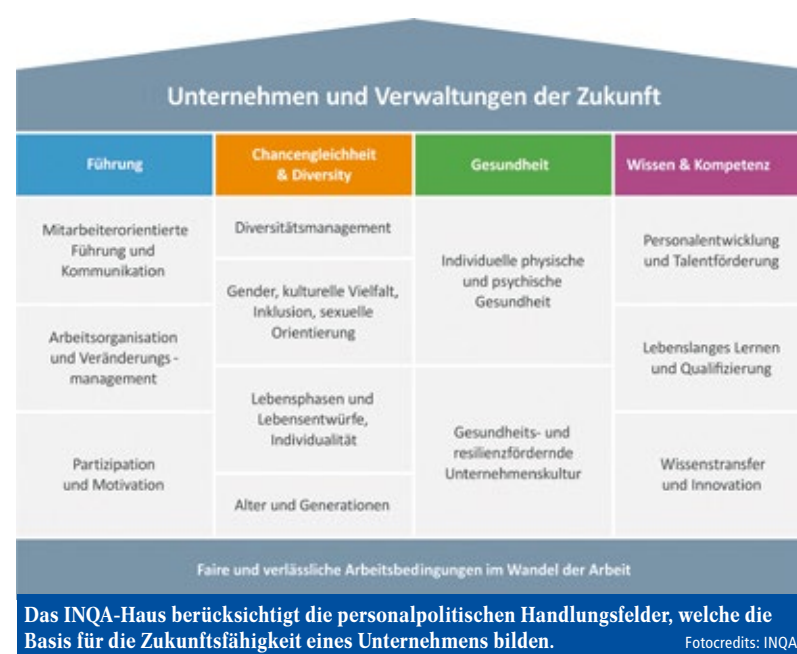 Unternehmen und Verwaltungen der Zukunft
Führung
Mitarbeiterorientierte
Führung und
Kommunikation
Arbeitsorganisation
und Veränderungs -
management
Partizipation
und Motivation
Chancengleichheit
& Diversity
Diversitätsmanagement
Gender, kulturelle Vielfalt,
Inklusion, sexuelle
Orientierung
Lebensphasen und
Lebensentwürfe,
Individualität
Alter und Generationen
Gesundheit
Individuelle physische
und psychische
Gesundheit
Gesundheits- und
resilienzfördernde
Unternehmenskultur
Wissen & Kompetenz
Personalentwicklung
und Talentförderung
Lebenslanges Lernen
und Qualifizierung
Wissenstransfer
und Innovation
Faire und verlässliche Arbeitsbedingungen im Wandel der Arbeit
Das INQA-Haus berücksichtigt die personalpolitischen Handlungsfelder, welche die
Basis für die Zukunftsfähigkeit eines Unternehmens bilden. Fotocredits: INQA